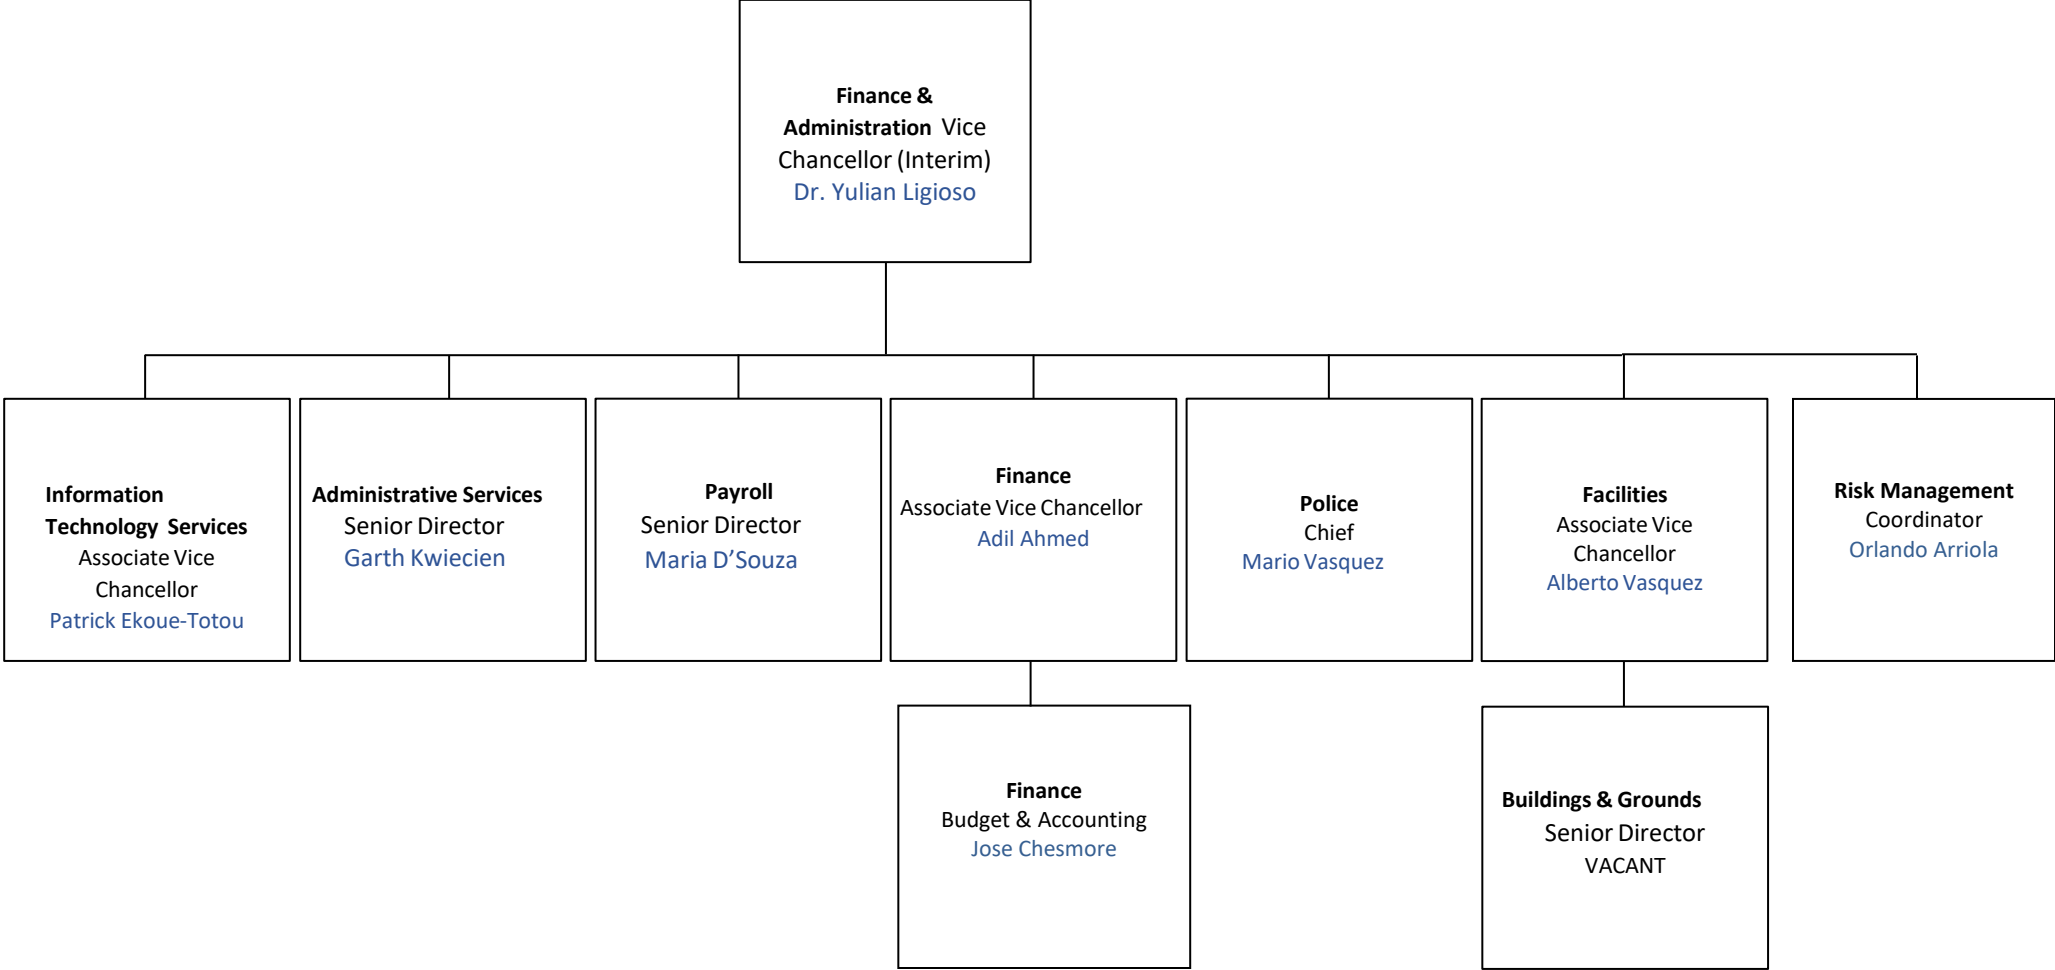 Finance &
Administration Vice
Chancellor (Interim)
Dr. Yulian Ligioso
Information
Technology Services
Associate Vice
Chancellor
Patrick Ekoue-Totou
Administrative Services
Senior Director
Garth Kwiecien
Payroll
Senior Director
Maria D’Souza
Finance
Associate Vice Chancellor
Adil Ahmed
Police
Chief
Mario Vasquez
Facilities
Associate Vice
Chancellor
Alberto Vasquez
Risk Management
Coordinator
Orlando Arriola
Finance
Budget & Accounting
Jose Chesmore
Buildings & Grounds
Senior Director
VACANT